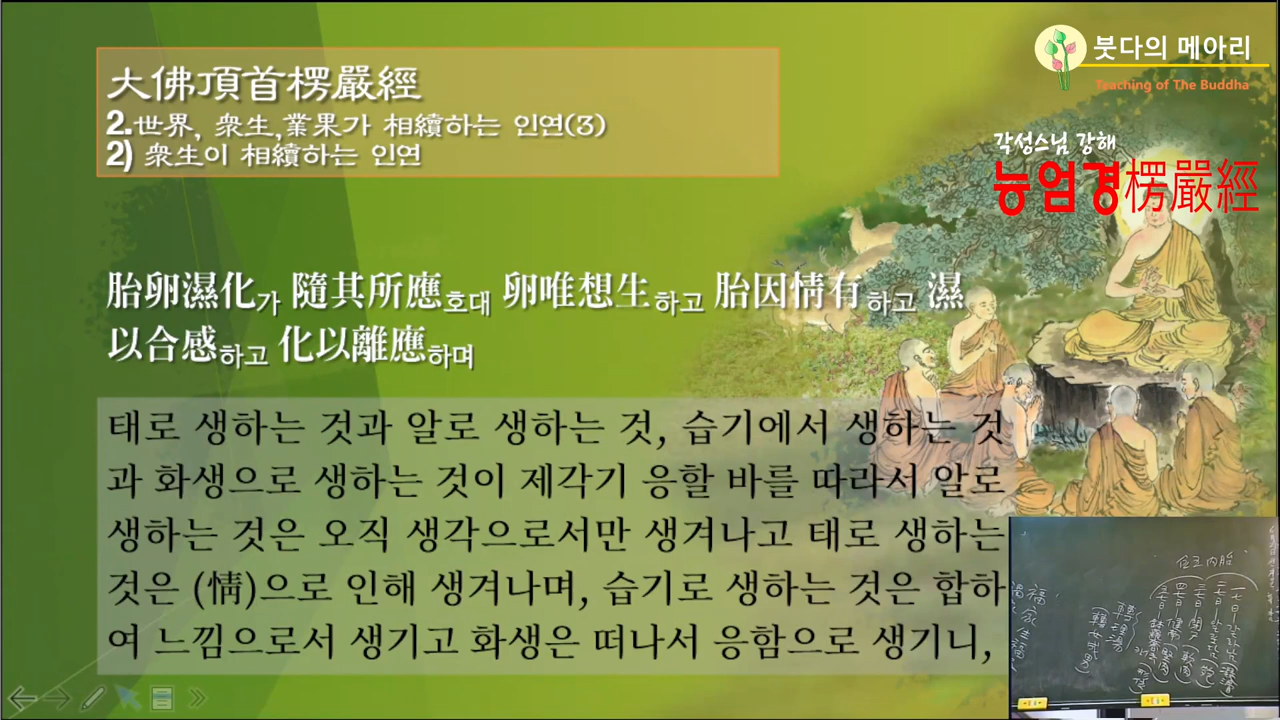 大佛頂首楞嚴經
2.世界, 衆生,業果가 相續하는 인연(3)
2) 衆生이 相續하는 인연
붓다의 메아리
Teaching of The Buddha
각성스님 강해
능엄경楞嚴經
胎卵濕化가 隨其所應호대 卵唯想生하고 胎因情有하고 濕
以合感하고 化以離應하며
태로 생하는 것과 알로 생하는 것, 습기에서 생하는 것
과 화생으로 생하는 것이 제각기 응할 바를 따라서 알로
생하는 것은 오직 생각으로서만 생겨나고 태로 생하는
것은 (情)으로 인해 생겨나며, 습기로 생하는 것은 합하
여 느낌으로서 생기고 화생은 떠나서 응함으로 생기니,